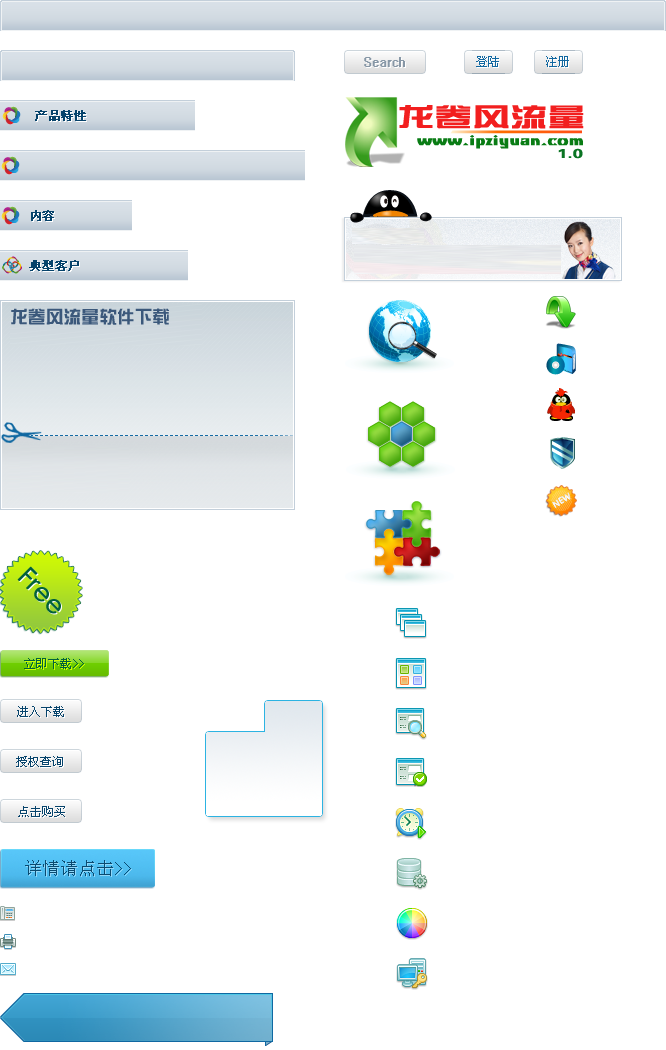 Search
登陆
注册
产品特性
龙卷风流量
www.ipziyuan.com
1.0
内容
典型客户
龙卷风流量软件下载
NEW
Free
立即下载>>
进入下载
授权查询
点击购买
详情请点击>>